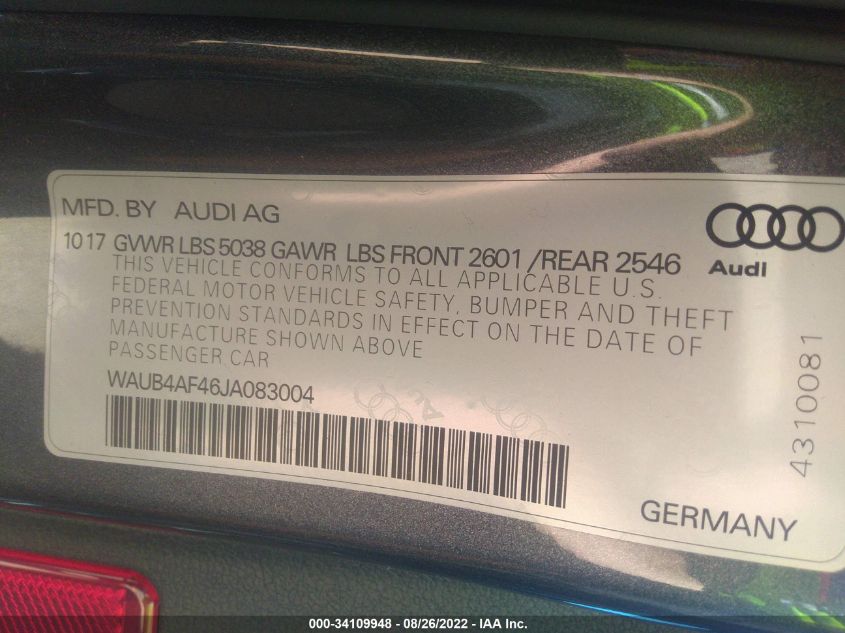 MFD. BY AUDI AG
10 17 GVWR LBS 5038 GAWR LBS FRONT 2601 /REAR 2546
THIS VEHICLE CONFORMS TO ALL APPLICABLE U.S.
FEDERAL MOTOR VEHICLE SAFETY, BUMPER AND THEFT
PREVENTION STANDARDS IN EFFECT ON THE DATE OF
MANUFACTURE SHOWN ABOVE
PASSENGER CAR
WAUB4AF46JA083004
Audi
4310081
GERMANY
000-34109948 - 08/26/2022 - IAA Inc.